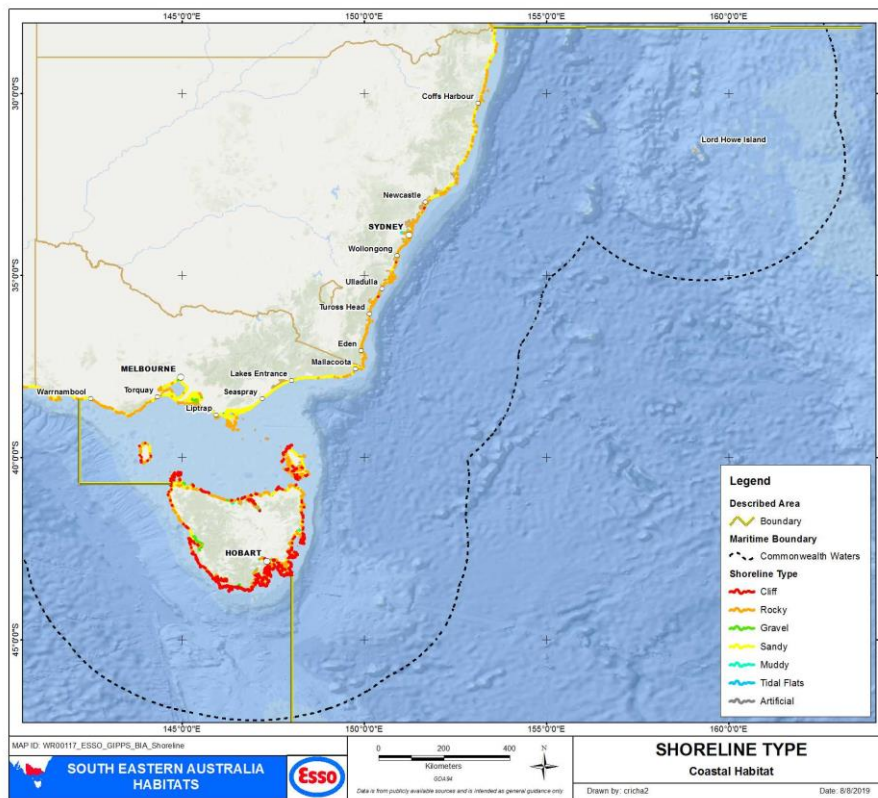 145°0'0"E
150°0'0"E
155°0'0"E
160°0'0"E
30°0'0"S
35°0'0"S
40°0'0"S
45°0'0"S
Coffs Harbour
Lord Howe Island
Newcastle
SYDNEY
Wollongong
Ulladulla
Tuross Head
Eden
Mallacoota
MELBOURNE
Lakes Entrance
Warrnambool
Torquay
Seaspray
Liptrap
HOBART
Legend
Described Area
Boundary
Maritime Boundary
Commonwealth Waters
Shoreline Type
Cliff
Rocky
Gravel
Sandy
Muddy
Tidal Flats
Artificial
145°0'0"E
150°0'0"E
155°0'0"E
160°0'0"E
MAP ID: WR00117_ESSO_GIPPS_BIA_Shoreline
SOUTH EASTERN AUSTRALIA
HABITATS
Esso
0 200 400
Kilometers
GDA94
N
Data is from publicly available sources and is intended as general guidance only.
SHORELINE TYPE
Coastal Habitat
Drawn by: cricha2
Date: 8/8/2019